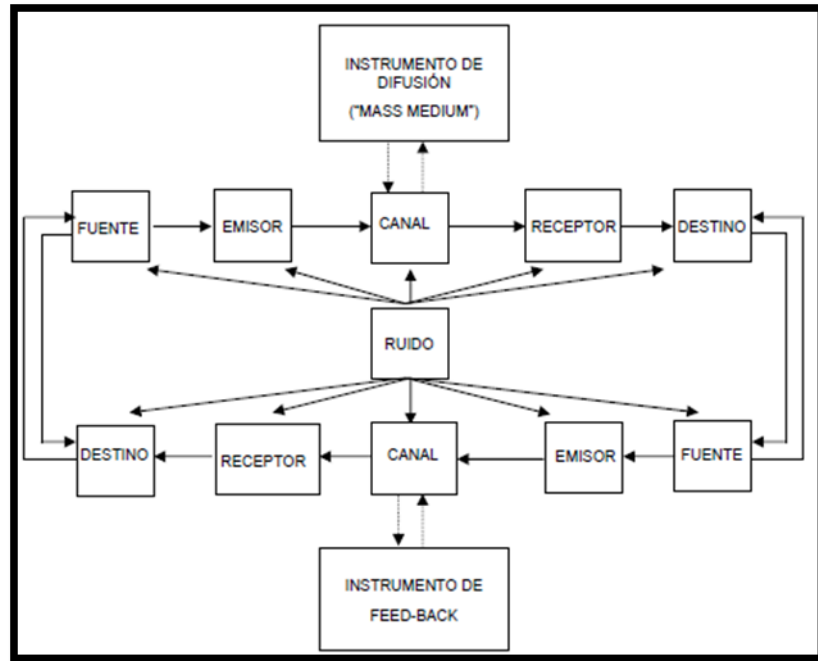 INSTRUMENTO DE
DIFUSIÓN
("MASS MEDIUM")
FUENTE
EMISOR
CANAL
RECEPTOR
DESTINO
RUIDO
DESTINO
RECEPTOR
CANAL
EMISOR
FUENTE
INSTRUMENTO DE
FEED-BACK